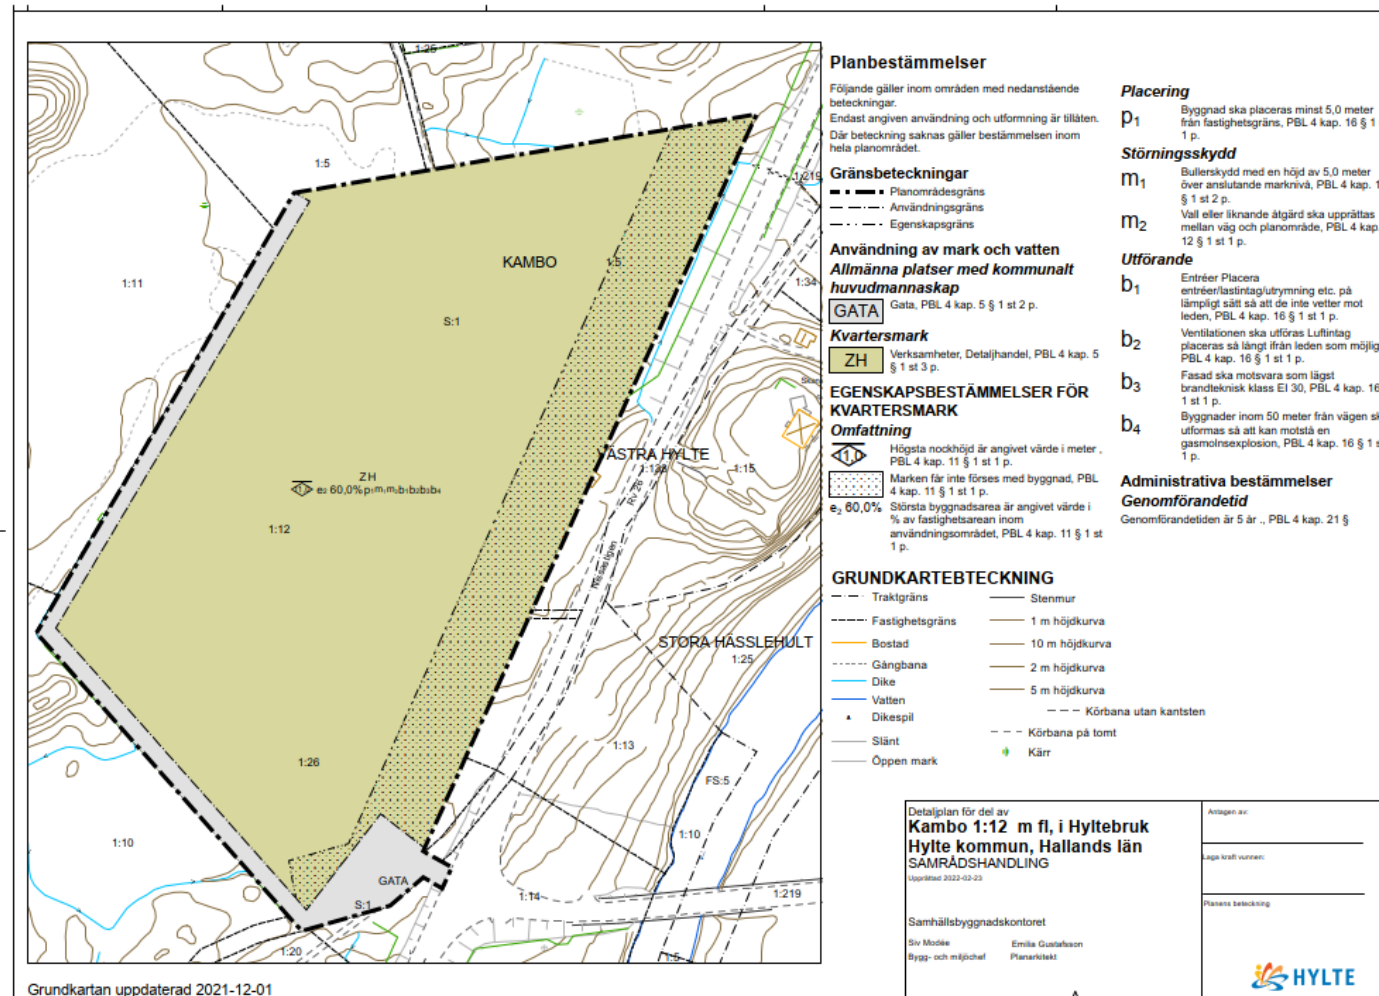 1:25
1:5
1:219
KAMBO
1:5
1:11
1:34
S:1
VÄSTRA HYLTE
1:138
1:15
Rv 26
ZH
11,0 e₂ 60,0% p₁m₁m₂b₁b₂b₃b₄
1:12
Nissastigen
STORA HÄSSLEHULT
1:25
1:13
1:26
FS:5
1:10
1:10
GATA
S:1
1:14
1:219
1:20
1:5
Grundkartan uppdaterad 2021-12-01
Planbestämmelser
Följande gäller inom områden med nedanstående
beteckningar.
Endast angiven användning och utformning är tillåten.
Där beteckning saknas gäller bestämmelsen inom
hela planområdet.
Gränsbeteckningar
Planområdesgräns
Användningsgräns
Egenskapsgräns
Användning av mark och vatten
Allmänna platser med kommunalt
huvudmannaskap
GATA Gata, PBL 4 kap. 5 § 1 st 2 p.
Kvartersmark
ZH Verksamheter, Detaljhandel, PBL 4 kap. 5
§ 1 st 3 p.
EGENSKAPSBESTÄMMELSER FÖR
KVARTERSMARK
Omfattning
11,0 Högsta nockhöjd är angivet värde i meter ,
PBL 4 kap. 11 § 1 st 1 p.
Marken får inte förses med byggnad, PBL
4 kap. 11 § 1 st 1 p.
e₂ 60,0% Största byggnadsarea är angivet värde i
% av fastighetsarean inom
användningsområdet, PBL 4 kap. 11 § 1 st
1 p.
GRUNDKARTEBTECKNING
Traktgräns
Fastighetsgräns
Bostad
Gångbana
Dike
Vatten
Dikespil
Slänt
Öppen mark
Stenmur
1 m höjdkurva
10 m höjdkurva
2 m höjdkurva
5 m höjdkurva
Körbana utan kantsten
Körbana på tomt
Kärr
Placering
p₁ Byggnad ska placeras minst 5,0 meter
från fastighetsgräns, PBL 4 kap. 16 § 1
1 p.
Störningsskydd
m₁ Bullerskydd med en höjd av 5,0 meter
över anslutande marknivå, PBL 4 kap. 1
§ 1 st 2 p.
m₂ Vall eller liknande åtgärd ska upprättas
mellan väg och planområde, PBL 4 kap.
12 § 1 st 1 p.
Utförande
b₁ Entréer Placera
entréer/lastintag/utrymning etc. på
lämpligt sätt så att de inte vetter mot
leden, PBL 4 kap. 16 § 1 st 1 p.
b₂ Ventilationen ska utföras Luftintag
placeras så långt ifrån leden som möjlig
PBL 4 kap. 16 § 1 st 1 p.
b₃ Fasad ska motsvara som lägst
brandteknisk klass EI 30, PBL 4 kap. 16
1 st 1 p.
b₄ Byggnader inom 50 meter från vägen sk
utformas så att kan motstå en
gasmolnsexplosion, PBL 4 kap. 16 § 1 s
1 p.
Administrativa bestämmelser
Genomförandetid
Genomförandetiden är 5 år ., PBL 4 kap. 21 §
Detaljplan för del av
Kambo 1:12 m fl, i Hyltebruk
Hylte kommun, Hallands län
SAMRÅDSHANDLING
Upprättad 2022-02-23
Samhällsbyggnadskontoret
Siv Modée
Bygg- och miljöchef
Emilia Gustafsson
Planarkitekt
Antagen av:
Laga kraft vunnen:
Planens beteckning
HYLTE